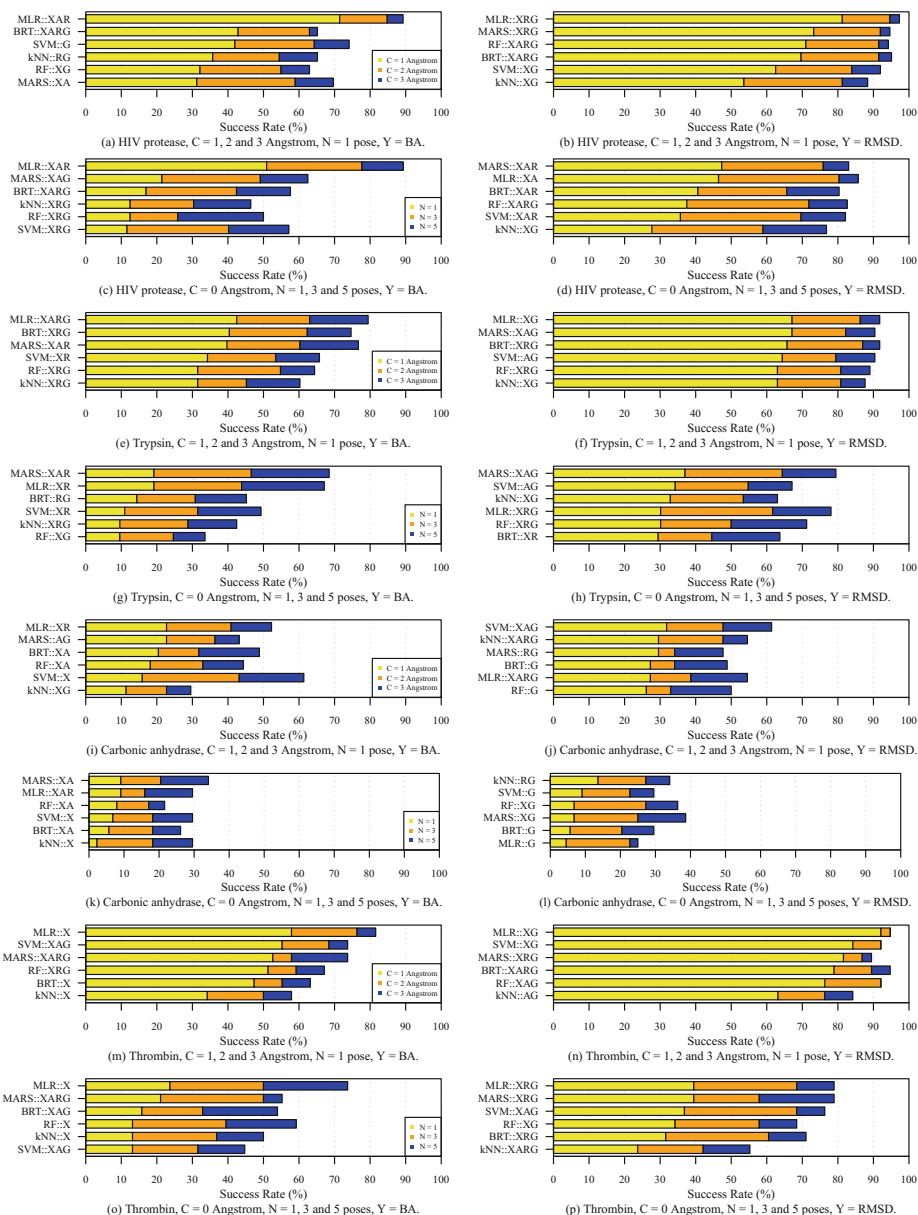 MLR::XAR
BRT::XARG
SVM::G
kNN::RG
RF::XG
MARS::XA
C = 1 Angstrom
C = 2 Angstrom
C = 3 Angstrom
0 20 40 60 80 100
0 10 20 30 40 50 60 70 80 90 100
Success Rate (%)
(a) HIV protease, C = 1, 2 and 3 Angstrom, N = 1 pose, Y = BA.
MLR::XRG
MARS::XRG
RF::XARG
BRT::XARG
SVM::XG
kNN::XG
0 10 20 30 40 50 60 70 80 90 100
Success Rate (%)
(b) HIV protease, C = 1, 2 and 3 Angstrom, N = 1 pose, Y = RMSD.
MLR::XAR
MARS::XAG
BRT::XARG
kNN::XRG
RF::XRG
SVM::XRG
N = 1
N = 3
N = 5
0 10 20 30 40 50 60 70 80 90 100
Success Rate (%)
(c) HIV protease, C = 0 Angstrom, N = 1, 3 and 5 poses, Y = BA.
MARS::XAR
MLR::XA
BRT::XAR
RF::XARG
SVM::XAR
kNN::XG
0 10 20 30 40 50 60 70 80 90 100
Success Rate (%)
(d) HIV protease, C = 0 Angstrom, N = 1, 3 and 5 poses, Y = RMSD.
MLR::XARG
BRT::XRG
MARS::XAR
SVM::XR
RF::XRG
kNN::XRG
C = 1 Angstrom
C = 2 Angstrom
C = 3 Angstrom
0 10 20 30 40 50 60 70 80 90 100
Success Rate (%)
(e) Trypsin, C = 1, 2 and 3 Angstrom, N = 1 pose, Y = BA.
MLR::XG
MARS::XAG
BRT::XRG
SVM::AG
RF::XRG
kNN::XG
0 10 20 30 40 50 60 70 80 90 100
Success Rate (%)
(f) Trypsin, C = 1, 2 and 3 Angstrom, N = 1 pose, Y = RMSD.
MARS::XAR
MLR::XR
BRT::RG
SVM::XR
kNN::XRG
RF::XG
N = 1
N = 3
N = 5
0 10 20 30 40 50 60 70 80 90 100
Success Rate (%)
(g) Trypsin, C = 0 Angstrom, N = 1, 3 and 5 poses, Y = BA.
MARS::XAG
SVM::AG
kNN::XG
MLR::XRG
RF::XRG
BRT::XR
0 10 20 30 40 50 60 70 80 90 100
Success Rate (%)
(h) Trypsin, C = 0 Angstrom, N = 1, 3 and 5 poses, Y = RMSD.
MLR::XR
MARS::AG
BRT::XA
RF::XA
SVM::X
kNN::XG
C = 1 Angstrom
C = 2 Angstrom
C = 3 Angstrom
0 10 20 30 40 50 60 70 80 90 100
Success Rate (%)
(i) Carbonic anhydrase, C = 1, 2 and 3 Angstrom, N = 1 pose, Y = BA.
SVM::XAG
kNN::XARG
MARS::RG
BRT::G
MLR::XARG
RF::G
0 10 20 30 40 50 60 70 80 90 100
Success Rate (%)
(j) Carbonic anhydrase, C = 1, 2 and 3 Angstrom, N = 1 pose, Y = RMSD.
MARS::XA
MLR::XAR
RF::XA
SVM::X
BRT::XA
kNN::X
N = 1
N = 3
N = 5
0 10 20 30 40 50 60 70 80 90 100
Success Rate (%)
(k) Carbonic anhydrase, C = 0 Angstrom, N = 1, 3 and 5 poses, Y = BA.
kNN::RG
SVM::G
RF::XG
MARS::XG
BRT::G
MLR::G
0 10 20 30 40 50 60 70 80 90 100
Success Rate (%)
(l) Carbonic anhydrase, C = 0 Angstrom, N = 1, 3 and 5 poses, Y = RMSD.
MLR::X
SVM::XAG
MARS::XARG
RF::XRG
BRT::X
kNN::X
C = 1 Angstrom
C = 2 Angstrom
C = 3 Angstrom
0 10 20 30 40 50 60 70 80 90 100
Success Rate (%)
(m) Thrombin, C = 1, 2 and 3 Angstrom, N = 1 pose, Y = BA.
MLR::XG
SVM::XG
MARS::XARG
BRT::XARG
RF::XAG
kNN::AG
0 10 20 30 40 50 60 70 80 90 100
Success Rate (%)
(n) Thrombin, C = 1, 2 and 3 Angstrom, N = 1 pose, Y = RMSD.
MLR::X
MARS::XARG
BRT::XAG
RF::X
kNN::X
SVM::XAG
N = 1
N = 3
N = 5
0 10 20 30 40 50 60 70 80 90 100
Success Rate (%)
(o) Thrombin, C = 0 Angstrom, N = 1, 3 and 5 poses, Y = BA.
MLR::XRG
MARS::XRG
SVM::XAG
RF::XG
BRT::XRG
kNN::XARG
0 10 20 30 40 50 60 70 80 90 100
Success Rate (%)
(p) Thrombin, C = 0 Angstrom, N = 1, 3 and 5 poses, Y = RMSD.